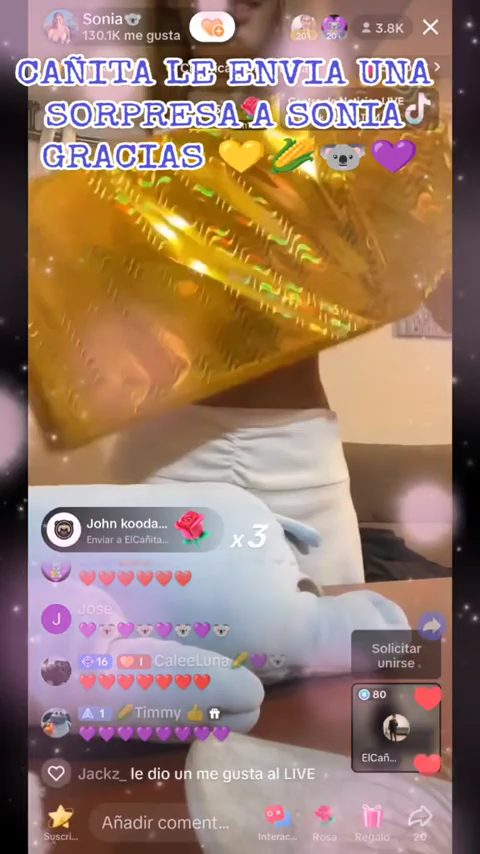 Sonia🐨
130.1K me gusta
20
20
3.8K
CAÑITA LE ENVIA UNA
SORPRESA A SONIA
GRACIAS 💛🌽🐨💜
John kooda...
Enviar a ElCañita...
x3
Jose
J
💜🐨💜🐨💜🐨💜🐨
16
I
CaleeLuna🌽💜🐨
❤️❤️❤️❤️❤️❤️❤️
1
🌽Timmy👍
💜💜💜💜💜💜💜💜
Solicitar
unirse
80
ElCañ...
Jackz_ le dio un me gusta al LIVE
Suscri...
Añadir coment...
Interac...
Rosa
Regalo
20